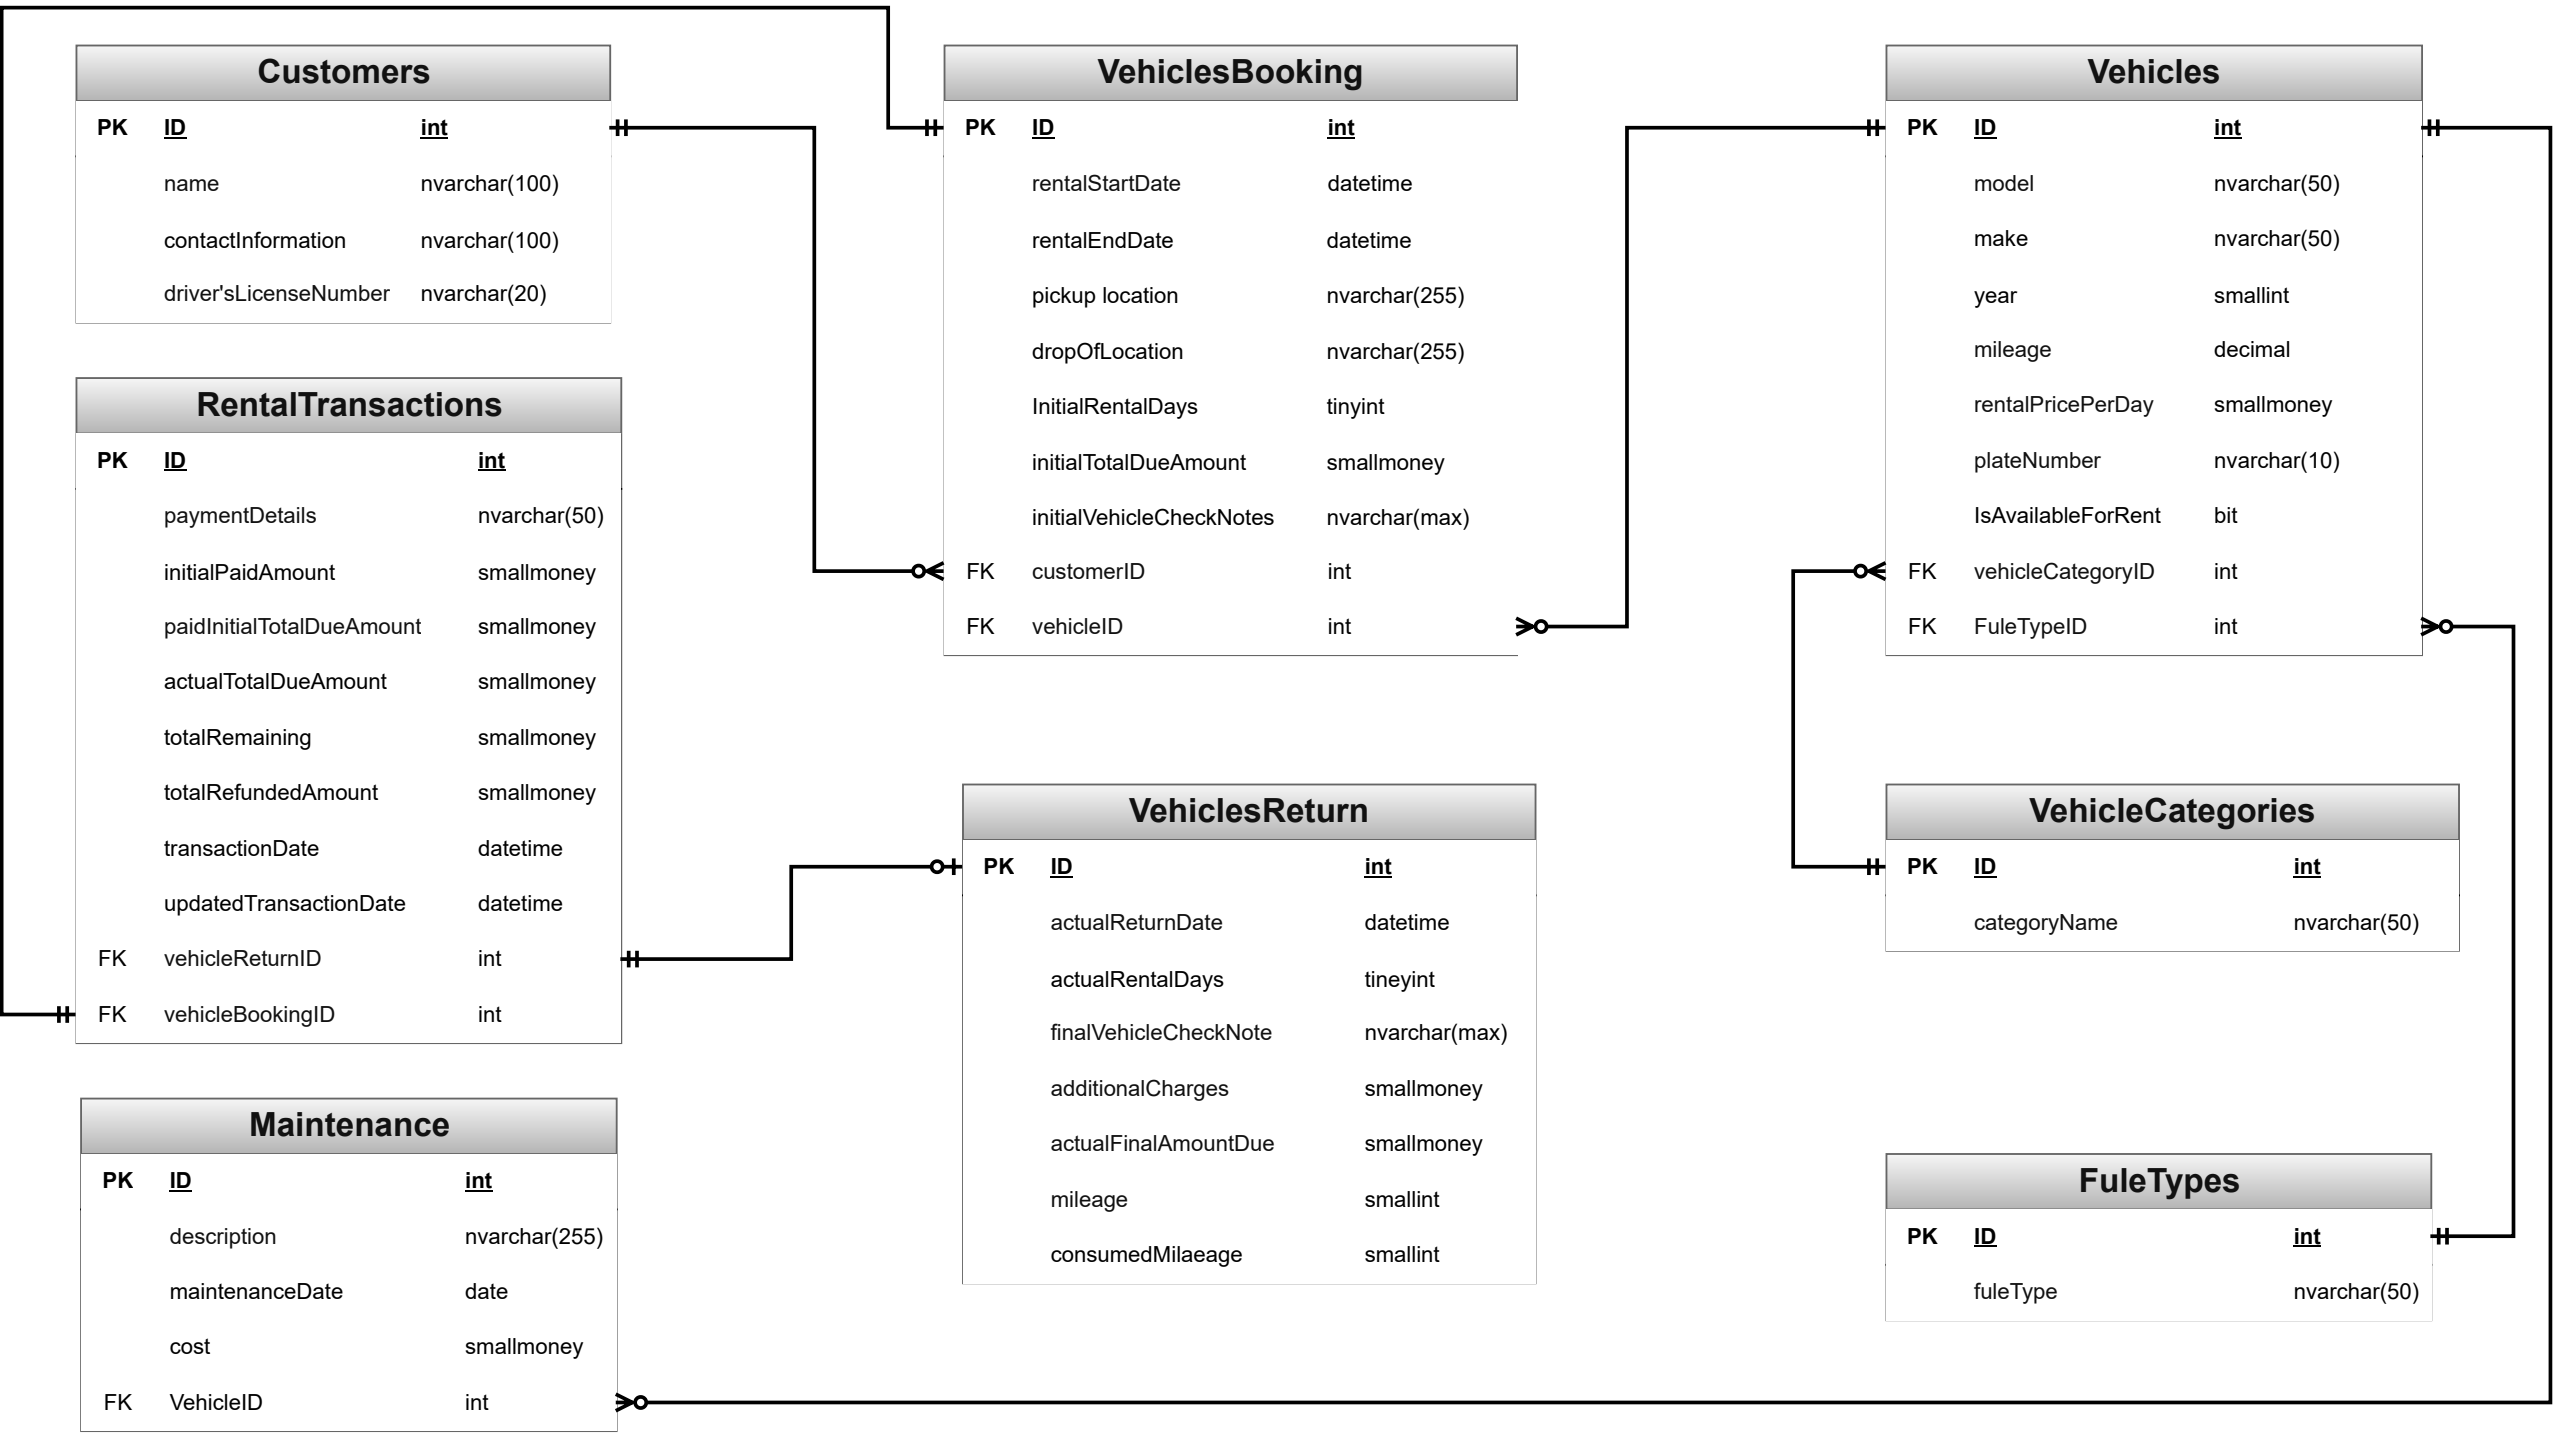 Customers
PK ID int
name nvarchar(100)
contactInformation nvarchar(100)
driver'sLicenseNumber nvarchar(20)
VehiclesBooking
PK ID int
rentalStartDate datetime
rentalEndDate datetime
pickup location nvarchar(255)
dropOfLocation nvarchar(255)
InitialRentalDays tinyint
initialTotalDueAmount smallmoney
initialVehicleCheckNotes nvarchar(max)
FK customerID int
FK vehicleID int
Vehicles
PK ID int
model nvarchar(50)
make nvarchar(50)
year smallint
mileage decimal
rentalPricePerDay smallmoney
plateNumber nvarchar(10)
IsAvailableForRent bit
FK vehicleCategoryID int
FK FuleTypeID int
RentalTransactions
PK ID int
paymentDetails nvarchar(50)
initialPaidAmount smallmoney
paidInitialTotalDueAmount smallmoney
actualTotalDueAmount smallmoney
totalRemaining smallmoney
totalRefundedAmount smallmoney
transactionDate datetime
updatedTransactionDate datetime
FK vehicleReturnID int
FK vehicleBookingID int
VehiclesReturn
PK ID int
actualReturnDate datetime
actualRentalDays tineyint
finalVehicleCheckNote nvarchar(max)
additionalCharges smallmoney
actualFinalAmountDue smallmoney
mileage smallint
consumedMilaeage smallint
VehicleCategories
PK ID int
categoryName nvarchar(50)
Maintenance
PK ID int
description nvarchar(255)
maintenanceDate date
cost smallmoney
FK VehicleID int
FuleTypes
PK ID int
fuleType nvarchar(50)